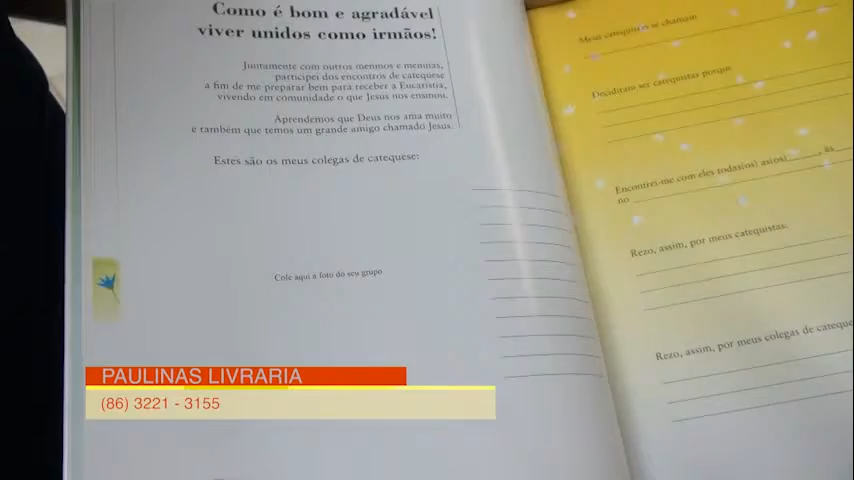 Como é bom e agradável
viver unidos como irmãos!
Juntamente com outros meninos e meninas,
participei dos encontros de catequese
a fim de me preparar bem para receber a Eucaristia,
vivendo em comunidade o que Jesus nos ensinou.
Aprendemos que Deus nos ama muito
e também que temos um grande amigo chamado Jesus.
Estes são os meus colegas de catequese:
Cole aqui a foto do seu grupo
Meus catequistas se chamam
Decidiram ser catequistas porque
Encontrei-me com eles todas(os) as(os) , às
no
Rezo, assim, por meus catequistas:
Rezo, assim, por meus colegas de cateque
PAULINAS LIVRARIA
(86) 3221 - 3155